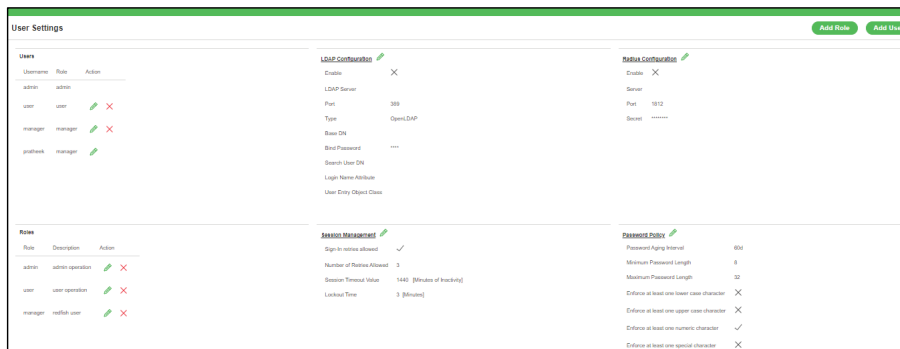 User Settings
Add Role
Add Use
Users
Username Role Action
admin admin
user user
manager manager
pratheek manager
LDAP Configuration
Enable
LDAP Server
Port 389
Type OpenLDAP
Base DN
Bind Password ****
Search User DN
Login Name Attribute
User Entry Object Class
Radius Configuration
Enable
Server
Port 1812
Secret ********
Roles
Role Description Action
admin admin operation
user user operation
manager redfish user
Session Management
Sign-In retries allowed
Number of Retries Allowed 3
Session Timeout Value 1440 [Minutes of Inactivity]
Lockout Time 3 [Minutes]
Password Policy
Password Aging Interval 60d
Minimum Password Length 8
Maximum Password Length 32
Enforce at least one lower case character
Enforce at least one upper case character
Enforce at least one numeric character
Enforce at least one special character